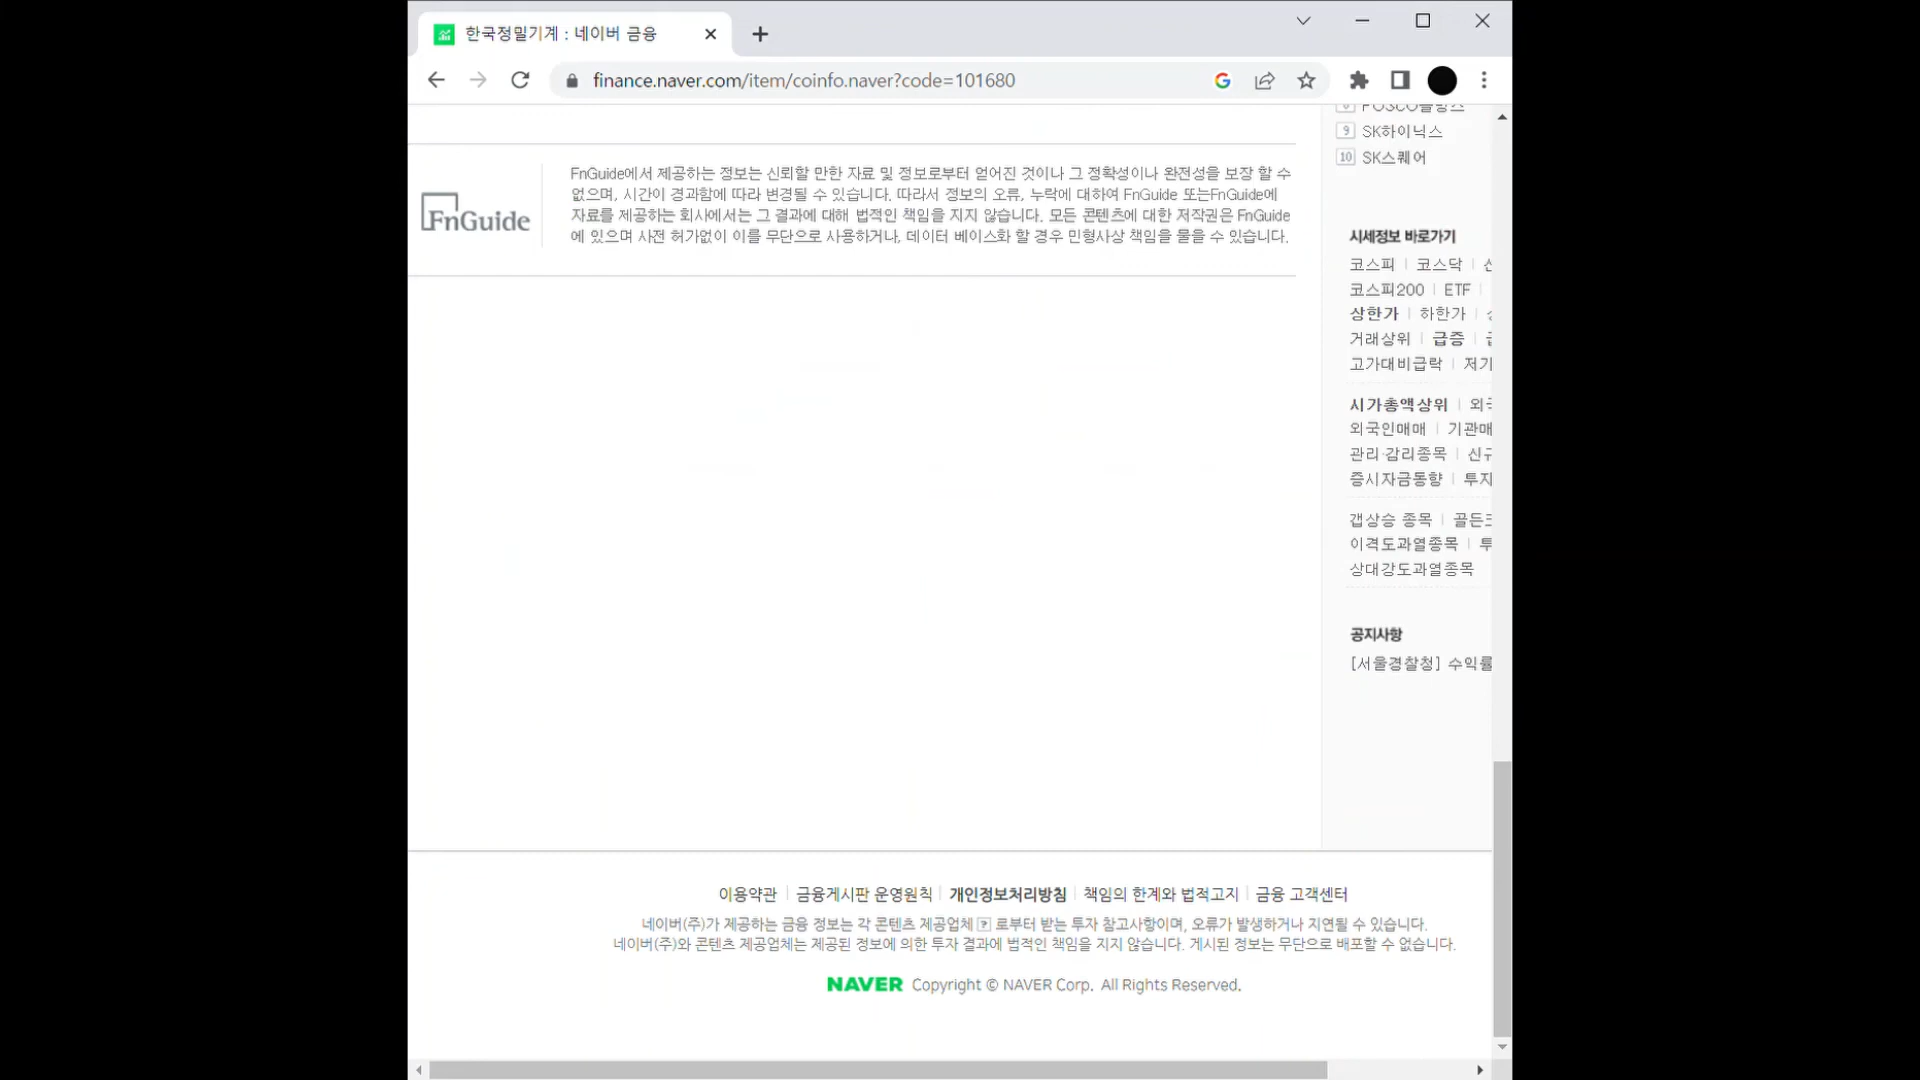 한국정밀기계 : 네이버 금융
finance.naver.com/item/coinfo.naver?code=101680
9 SK하이닉스
10 SK스퀘어
FnGuide
FnGuide에서 제공하는 정보는 신뢰할 만한 자료 및 정보로부터 얻어진 것이나 그 정확성이나 완전성을 보장 할 수
없으며, 시간이 경과함에 따라 변경될 수 있습니다. 따라서 정보의 오류, 누락에 대하여 FnGuide 또는FnGuide에
자료를 제공하는 회사에서는 그 결과에 대해 법적인 책임을 지지 않습니다. 모든 콘텐츠에 대한 저작권은 FnGuide
에 있으며 사전 허가없이 이를 무단으로 사용하거나, 데이터 베이스화 할 경우 민형사상 책임을 물을 수 있습니다.
시세정보 바로가기
코스피 코스닥
코스피200 ETF
상한가 하한가
거래상위 급증
고가대비급락
시가총액상위
외국인매매
관리·감리종목
증시자금동향
갭상승 종목
이격도과열종목
상대강도과열종목
공지사항
[서울경찰청] 수익률
이용약관 금융게시판 운영원칙 개인정보처리방침 책임의 한계와 법적고지 금융 고객센터
네이버(주)가 제공하는 금융 정보는 각 콘텐츠 제공업체 ? 로부터 받는 투자 참고사항이며, 오류가 발생하거나 지연될 수 있습니다.
네이버(주)와 콘텐츠 제공업체는 제공된 정보에 의한 투자 결과에 법적인 책임을 지지 않습니다. 게시된 정보는 무단으로 배포할 수 없습니다.
NAVER Copyright © NAVER Corp. All Rights Reserved.